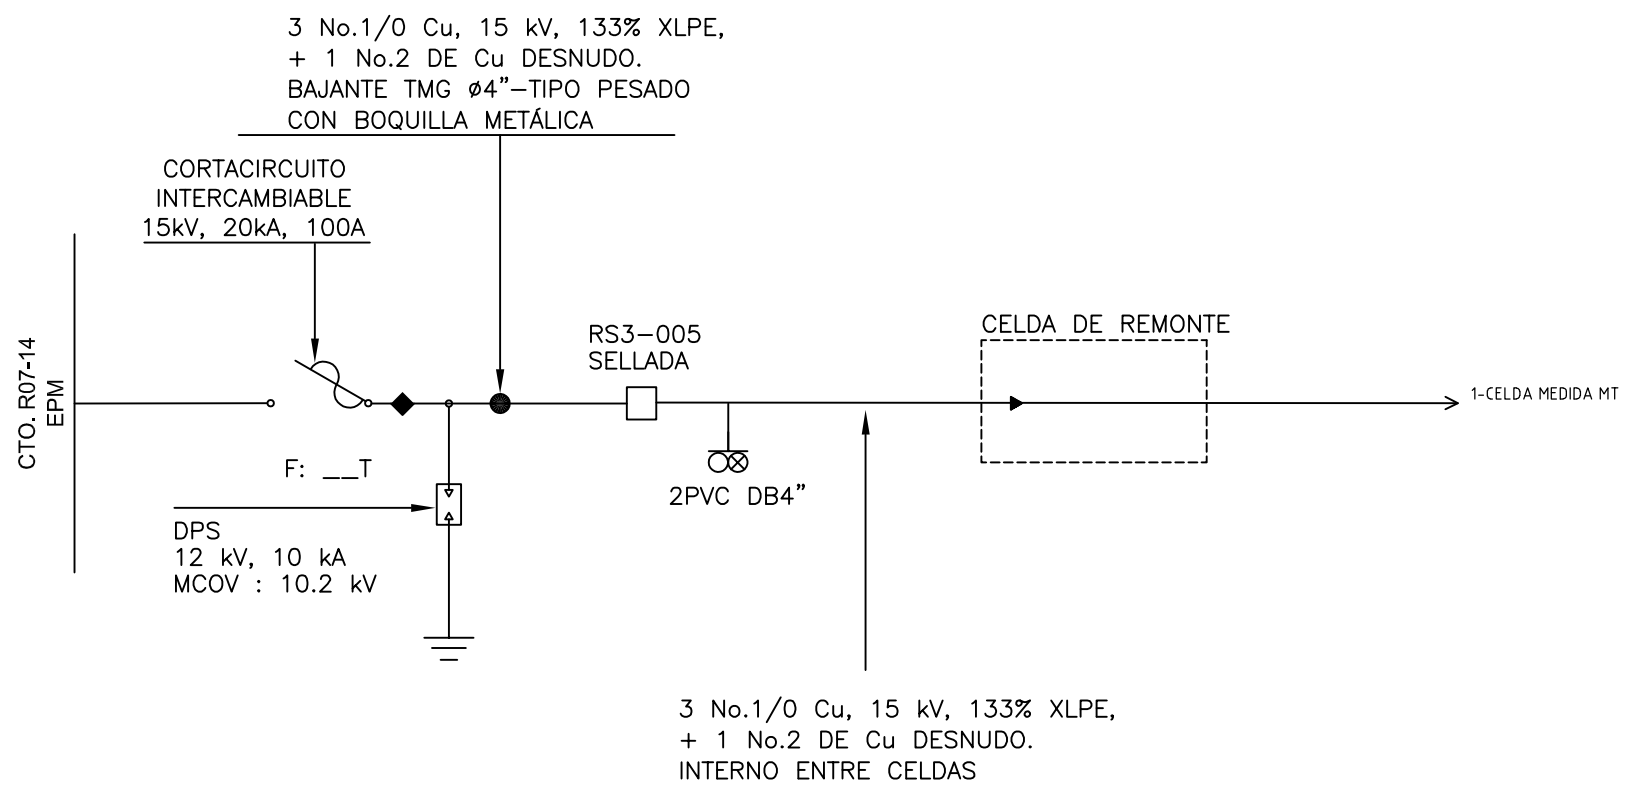 3 No.1/0 Cu, 15 kV, 133% XLPE,
+ 1 No.2 DE Cu DESNUDO.
BAJANTE TMG ø4”-TIPO PESADO
CON BOQUILLA METÁLICA
CORTACIRCUITO
INTERCAMBIABLE
15kV, 20kA, 100A
CTO. R07-14
EPM
F: __T
DPS
12 kV, 10 kA
MCOV : 10.2 kV
RS3-005
SELLADA
2PVC DB4”
CELDA DE REMONTE
1-CELDA MEDIDA MT
3 No.1/0 Cu, 15 kV, 133% XLPE,
+ 1 No.2 DE Cu DESNUDO.
INTERNO ENTRE CELDAS